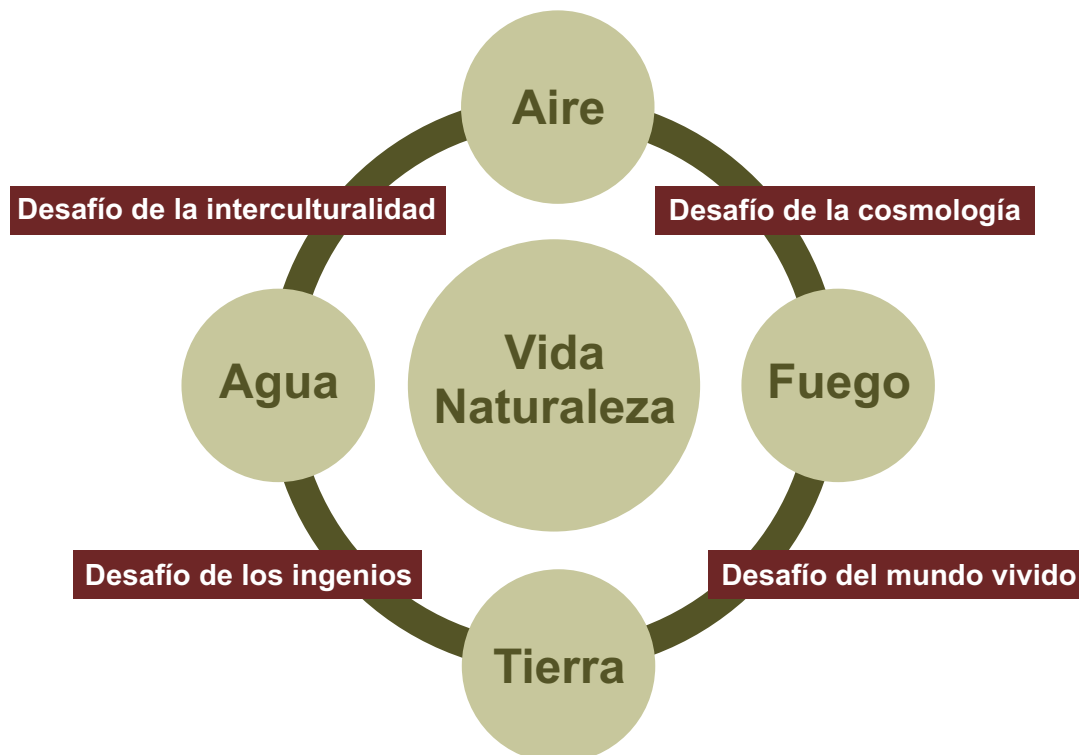 Aire
Desafío de la interculturalidad
Desafío de la cosmología
Vida
Naturaleza
Agua
Fuego
Desafío de los ingenios
Desafío del mundo vivido
Tierra